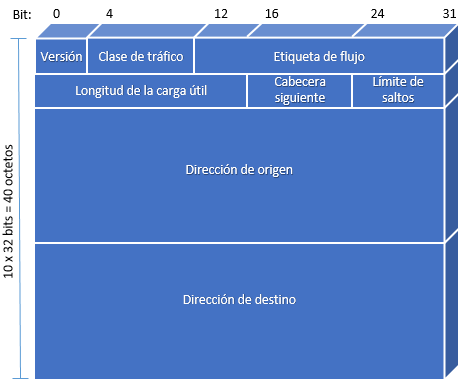 Bit: 0 4 12 16 24 31
Versión Clase de tráfico Etiqueta de flujo
Longitud de la carga útil Cabecera siguiente Límite de saltos
Dirección de origen
10 x 32 bits = 40 octetos
Dirección de destino